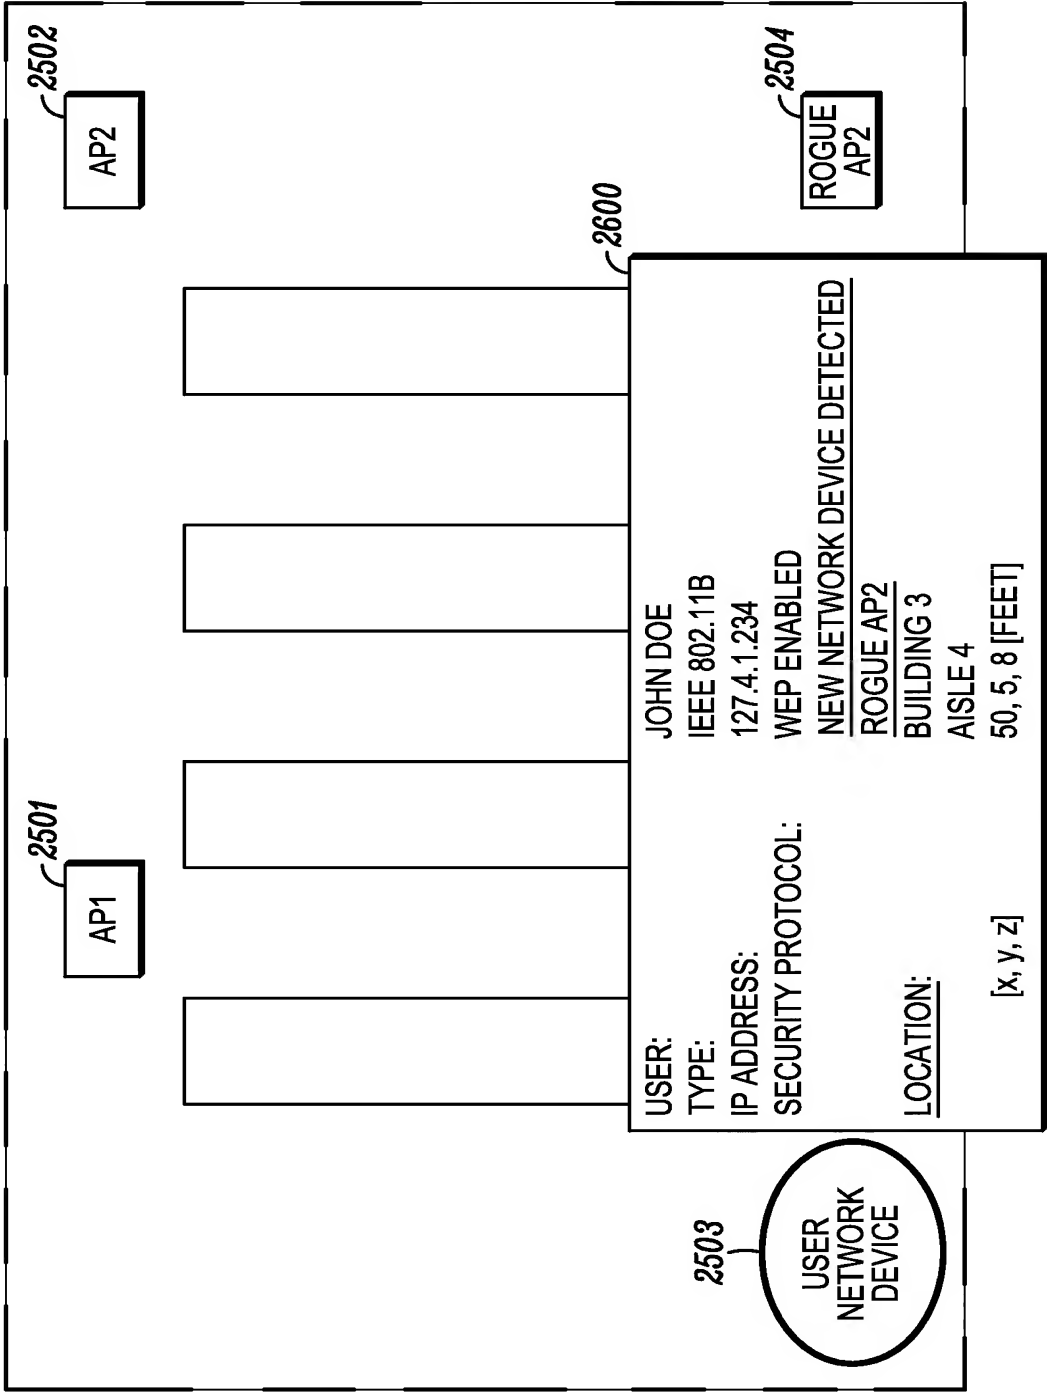 2501
AP1
2502
AP2
2600
USER: JOHN DOE
TYPE: IEEE 802.11B
IP ADDRESS: 127.4.1.234
SECURITY PROTOCOL: WEP ENABLED
NEW NETWORK DEVICE DETECTED
ROGUE AP2
LOCATION: BUILDING 3
AISLE 4
[x, y, z] 50, 5, 8 [FEET]
2503
USER
NETWORK
DEVICE
2504
ROGUE
AP2